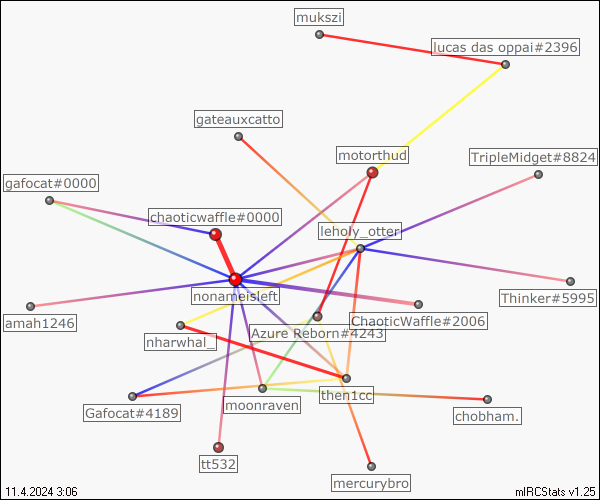 mukszi
lucas das oppai#2396
gateauxcatto
motorthud
TripleMidget#8824
gafocat#0000
chaoticwaffle#0000
leholy_otter
nonameisleft
Thinker#5995
amah1246
ChaoticWaffle#2006
Azure Reborn#4243
nharwhal_
then1cc
Gafocat#4189
moonraven
chobham.
tt532
mercurybro
11.4.2024 3:06
mIRCStats v1.25